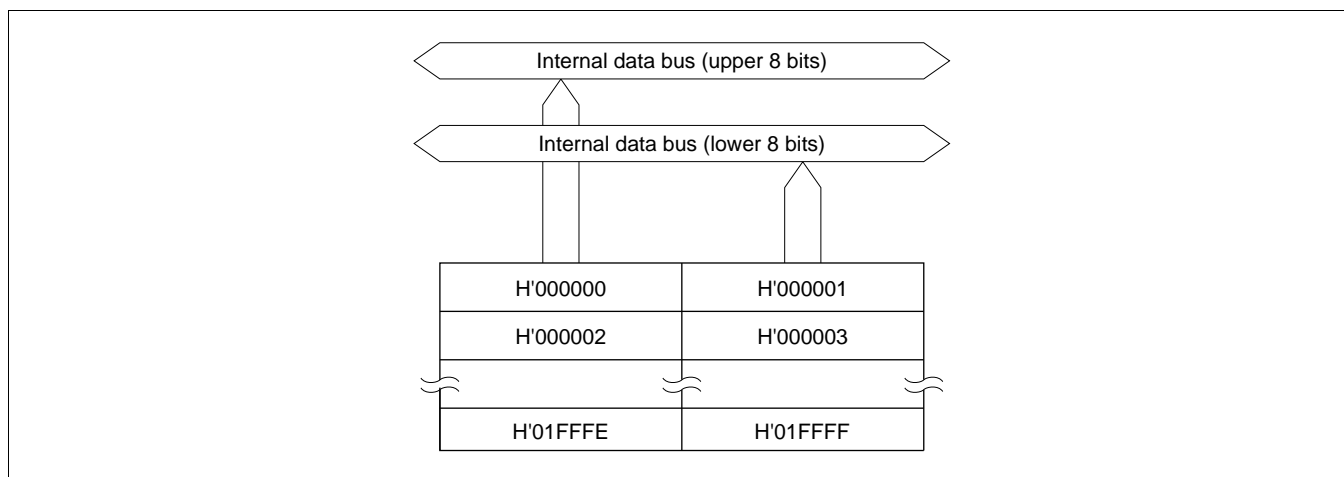 Internal data bus (upper 8 bits)
Internal data bus (lower 8 bits)
H'000000 H'000001
H'000002 H'000003
H'01FFFE H'01FFFF